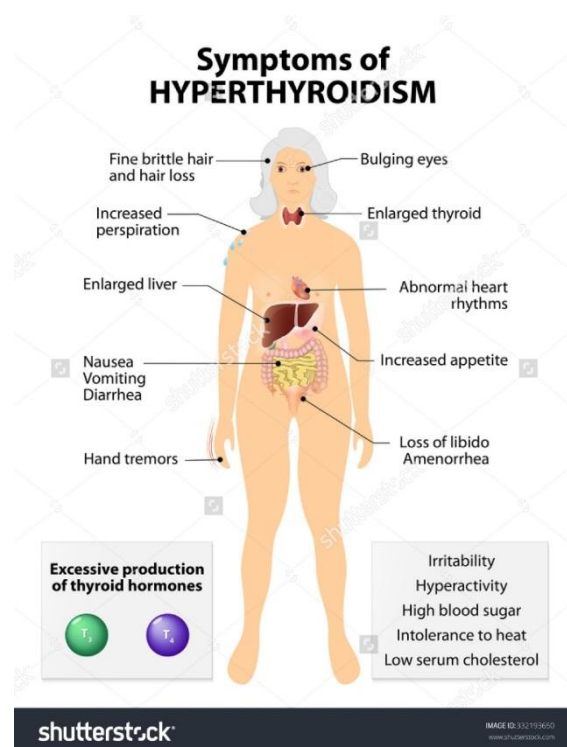 Symptoms of
HYPERTHYROIDISM
Fine brittle hair
and hair loss
Bulging eyes
Increased
perspiration
Enlarged thyroid
Enlarged liver
Abnormal heart
rhythms
Nausea
Vomiting
Diarrhea
Increased appetite
Hand tremors
Loss of libido
Amenorrhea
Excessive production
of thyroid hormones
T3
T4
Irritability
Hyperactivity
High blood sugar
Intolerance to heat
Low serum cholesterol
shutterstock
shutterstock
IMAGE ID: 332193650
www.shutterstock.com